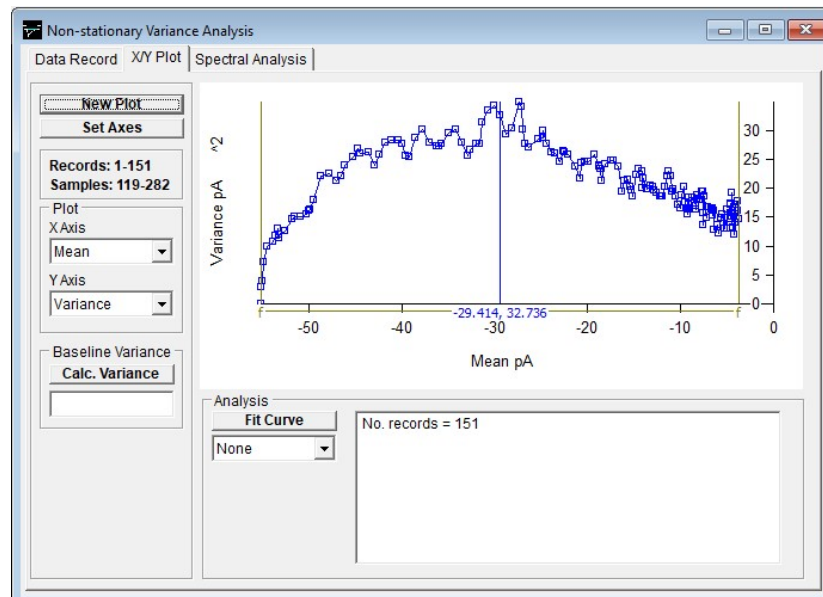 Non-stationary Variance Analysis
Data Record X/Y Plot Spectral Analysis
New Plot
Set Axes
Records: 1-151
Samples: 119-282
Plot
X Axis
Mean
Y Axis
Variance
Baseline Variance
Calc. Variance
Variance pA ^2
30
25
20
15
10
5
0
f -29.414, 32.736 f
-50 -40 -30 -20 -10 0
Mean pA
Analysis
Fit Curve
None
No. records = 151